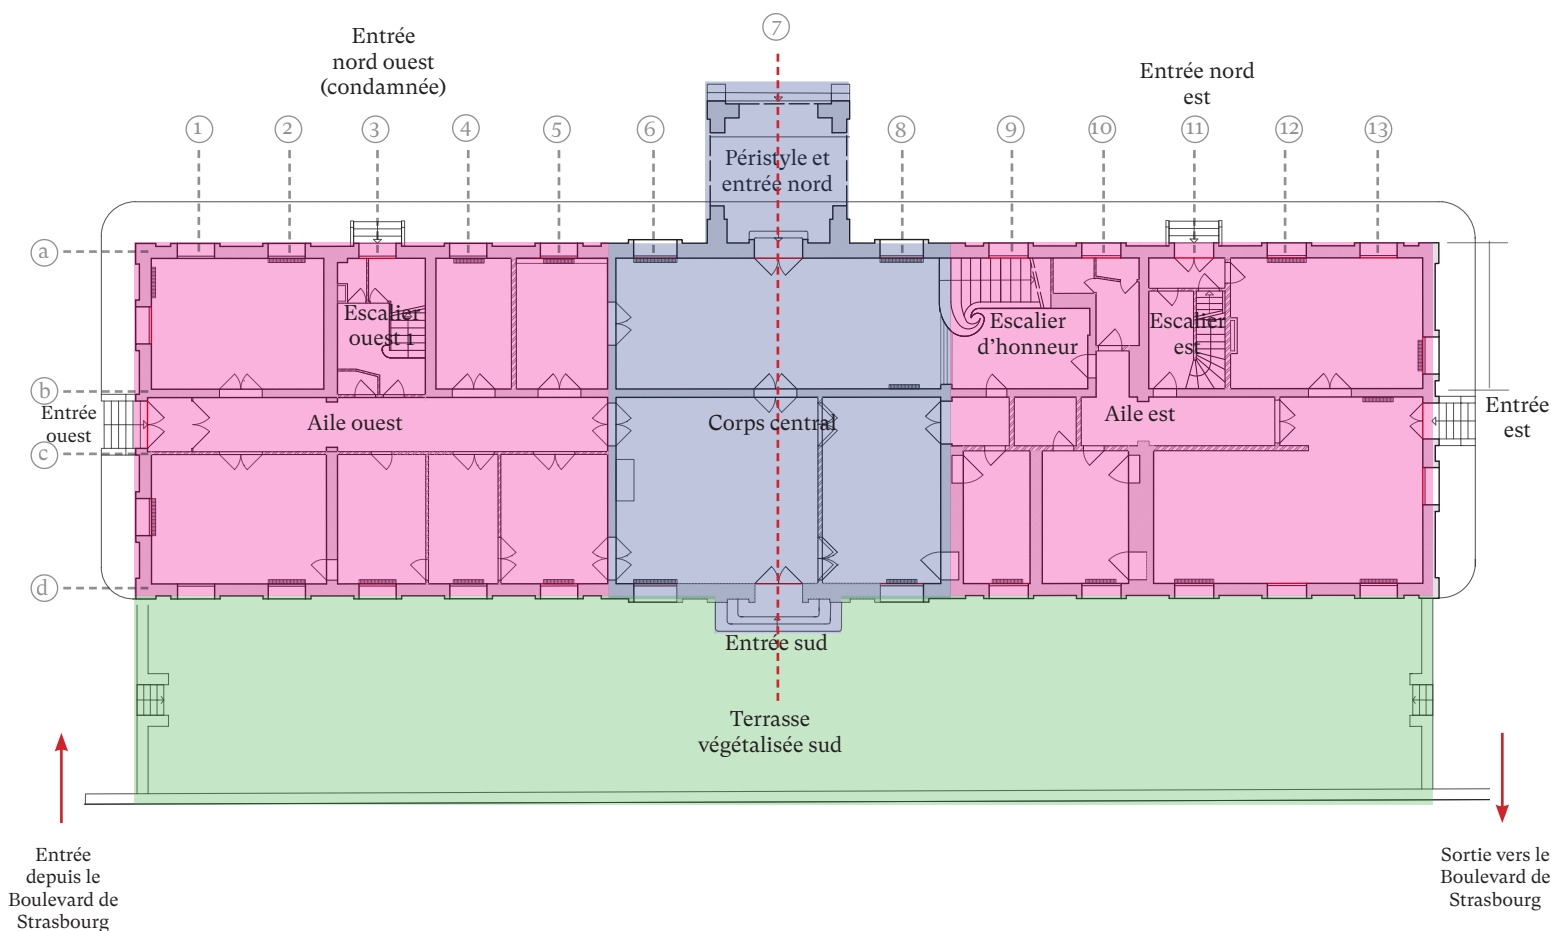 7
Entrée
nord ouest
(condamnée)
Entrée nord
est
1
2
3
4
5
6
8
9
10
11
12
13
Péristyle et
entrée nord
a
Escalier
ouest 1
Escalier
d’honneur
Escalier
est
b
Entrée
ouest
Aile ouest
Corps central
Aile est
Entrée
est
c
d
Entrée sud
Terrasse
végétalisée sud
Entrée
depuis le
Boulevard de
Strasbourg
Sortie vers le
Boulevard de
Strasbourg